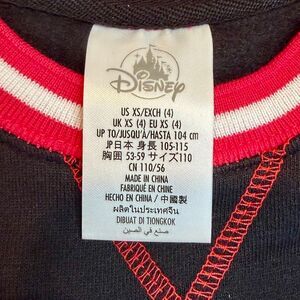 Disney
US XS/EXCH (4)
UK XS (4) EU XS (4)
UP TO/JUSQU'À/HASTA 104 cm
JP日本 身長 105-115
胸囲 53-59 サイズ110
CN 110/56
MADE IN CHINA
FABRIQUÉ EN CHINE
HECHO EN CHINA / 中國製
ผลิตในประเทศจีน
DIBUAT DI TIONGKOK
صنع في الصين